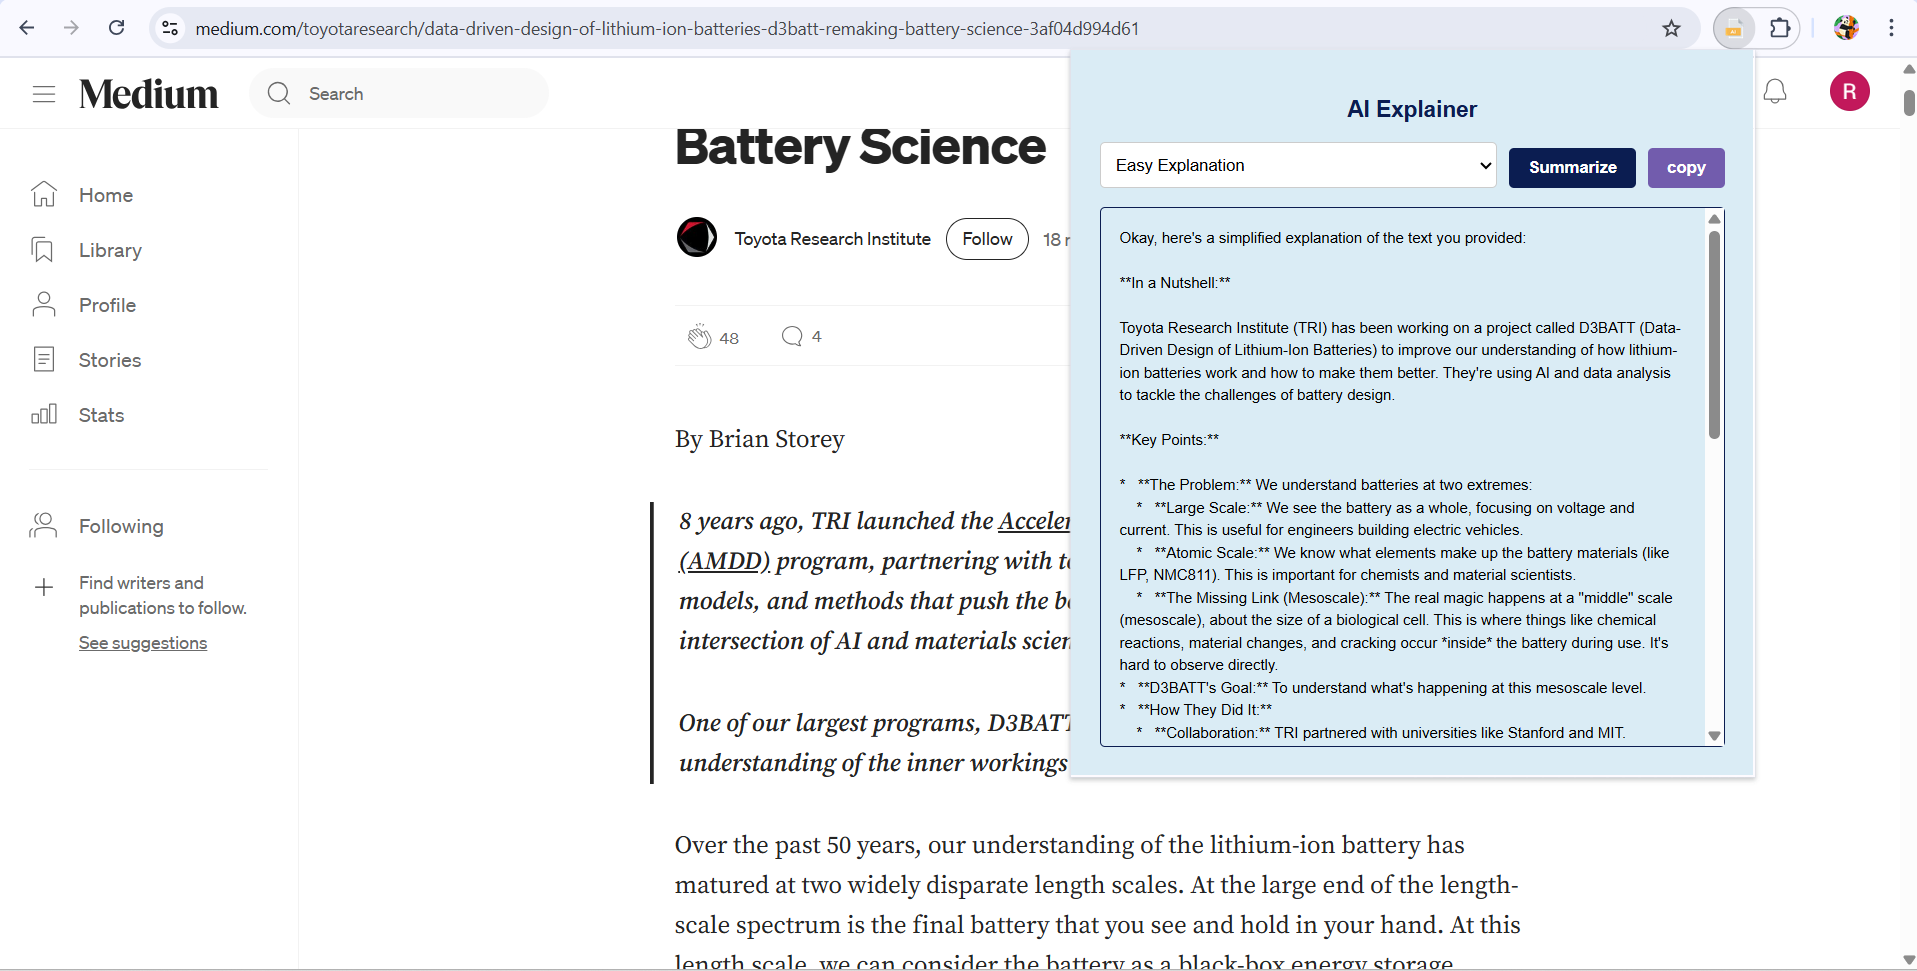 medium.com/toyotaresearch/data-driven-design-of-lithium-ion-batteries-d3batt-remaking-battery-science-3af04d994d61
Medium
Search
R
Home
Library
Profile
Stories
Stats
Following
Find writers and
publications to follow.
See suggestions
Battery Science
Toyota Research Institute
Follow
18
48
4
By Brian Storey
8 years ago, TRI launched the Acceler
(AMDD) program, partnering with to
models, and methods that push the bo
intersection of AI and materials scien
One of our largest programs, D3BATT
understanding of the inner workings
Over the past 50 years, our understanding of the lithium-ion battery has
matured at two widely disparate length scales. At the large end of the length-
scale spectrum is the final battery that you see and hold in your hand. At this
length scale, we can consider the battery as a black-box energy storage
AI Explainer
Easy Explanation
Summarize
copy
Okay, here's a simplified explanation of the text you provided:
**In a Nutshell:**
Toyota Research Institute (TRI) has been working on a project called D3BATT (Data-
Driven Design of Lithium-Ion Batteries) to improve our understanding of how lithium-
ion batteries work and how to make them better. They're using AI and data analysis
to tackle the challenges of battery design.
**Key Points:**
* **The Problem:** We understand batteries at two extremes:
* **Large Scale:** We see the battery as a whole, focusing on voltage and
current. This is useful for engineers building electric vehicles.
* **Atomic Scale:** We know what elements make up the battery materials (like
LFP, NMC811). This is important for chemists and material scientists.
* **The Missing Link (Mesoscale):** The real magic happens at a "middle" scale
(mesoscale), about the size of a biological cell. This is where things like chemical
reactions, material changes, and cracking occur *inside* the battery during use. It's
hard to observe directly.
* **D3BATT's Goal:** To understand what's happening at this mesoscale level.
* **How They Did It:**
* **Collaboration:** TRI partnered with universities like Stanford and MIT.